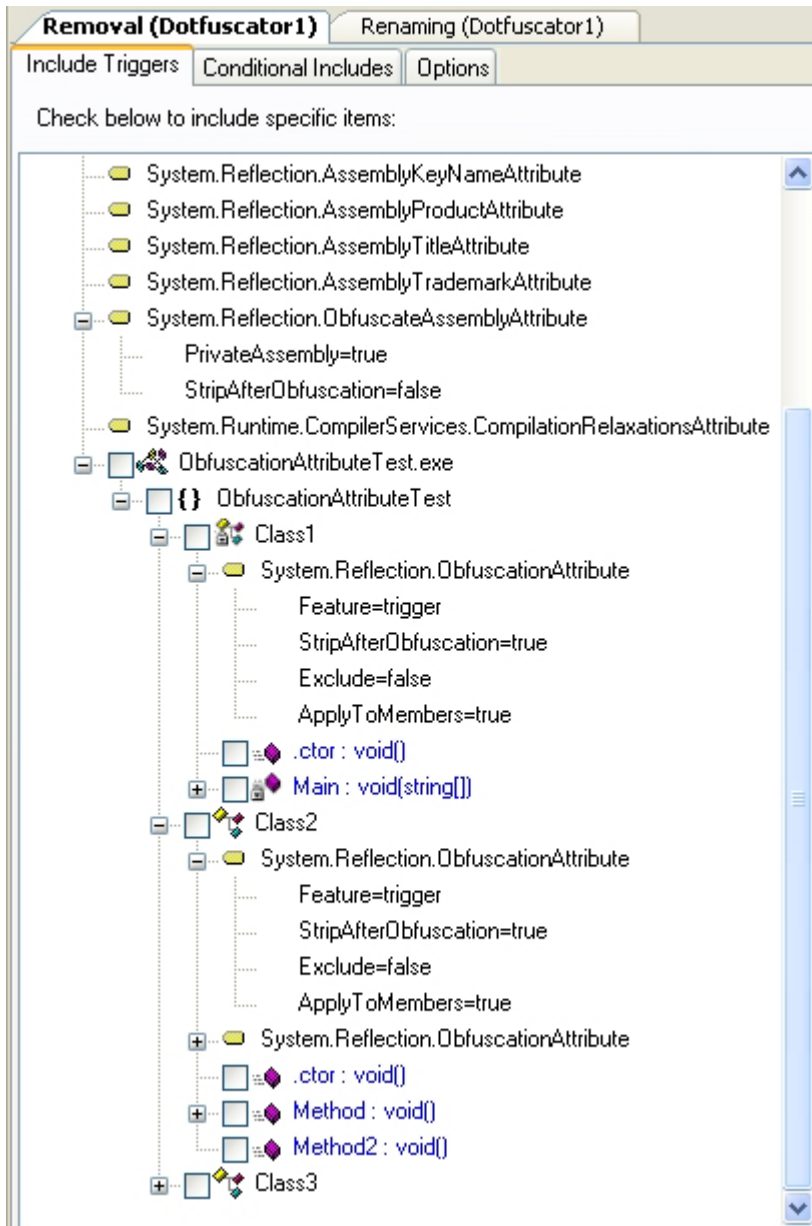 Removal (Dotfuscator1) Renaming (Dotfuscator1)
Include Triggers Conditional Includes Options
Check below to include specific items:
System.Reflection.AssemblyKeyNameAttribute
System.Reflection.AssemblyProductAttribute
System.Reflection.AssemblyTitleAttribute
System.Reflection.AssemblyTrademarkAttribute
System.Reflection.ObfuscateAssemblyAttribute
PrivateAssembly=true
StripAfterObfuscation=false
System.Runtime.CompilerServices.CompilationRelaxationsAttribute
ObfuscationAttributeTest.exe
{} ObfuscationAttributeTest
Class1
System.Reflection.ObfuscationAttribute
Feature=trigger
StripAfterObfuscation=true
Exclude=false
ApplyToMembers=true
.ctor : void()
Main : void(string[])
Class2
System.Reflection.ObfuscationAttribute
Feature=trigger
StripAfterObfuscation=true
Exclude=false
ApplyToMembers=true
System.Reflection.ObfuscationAttribute
.ctor : void()
Method : void()
Method2 : void()
Class3